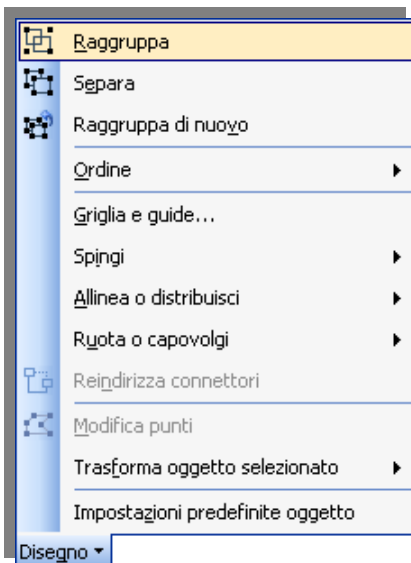 Raggruppa
Separa
Raggruppa di nuovo
Ordine
Griglia e guide...
Spingi
Allinea o distribuisci
Ruota o capovolgi
Reindirizza connettori
Modifica punti
Trasforma oggetto selezionato
Impostazioni predefinite oggetto
Disegno